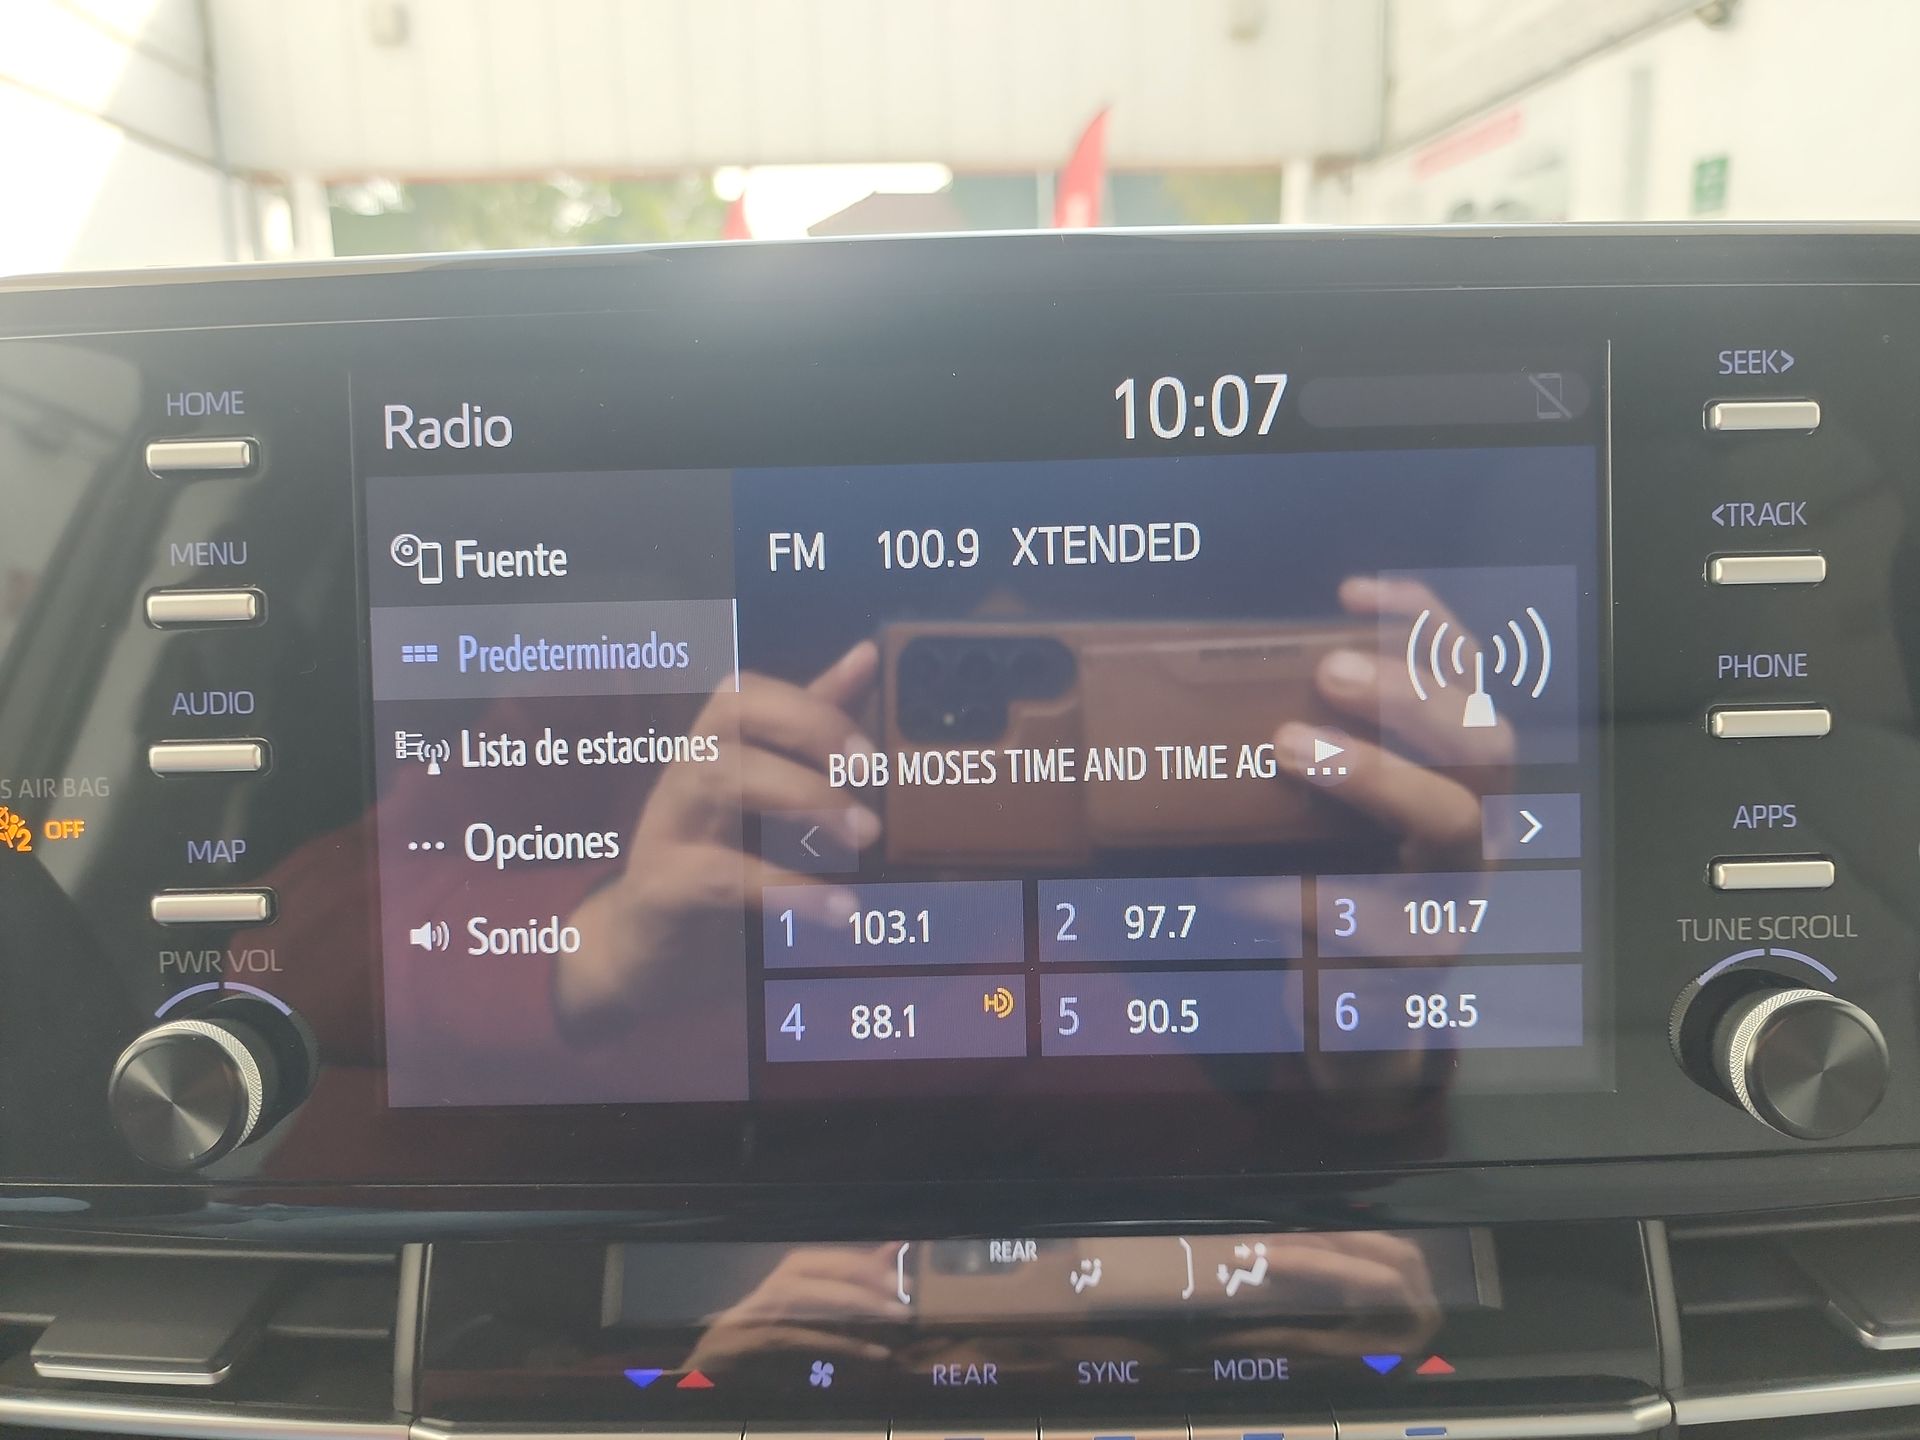 HOME
MENU
AUDIO
S AIR BAG
2 OFF
MAP
PWR VOL
Radio
10:07
Fuente
Predeterminados
Lista de estaciones
Opciones
Sonido
FM 100.9 XTENDED
BOB MOSES TIME AND TIME AG
1 103.1
2 97.7
3 101.7
4 88.1 HD
5 90.5
6 98.5
SEEK>
<TRACK
PHONE
APPS
TUNE SCROLL
REAR
REAR
SYNC
MODE